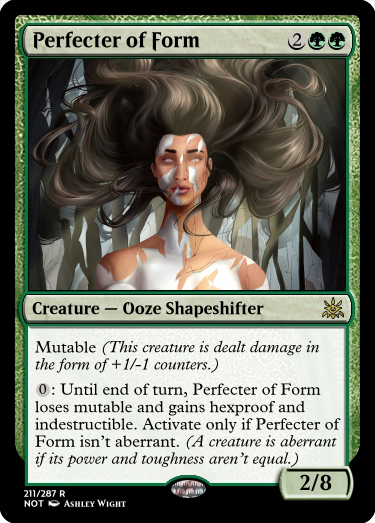 Perfecter of Form 2
Creature — Ooze Shapeshifter
Mutable (This creature is dealt damage in
the form of +1/-1 counters.)
0: Until end of turn, Perfecter of Form
loses mutable and gains hexproof and
indestructible. Activate only if Perfecter of
Form isn't aberrant. (A creature is aberrant
if its power and toughness aren't equal.)
2/8
211/287 R
NOT Ashley Wight